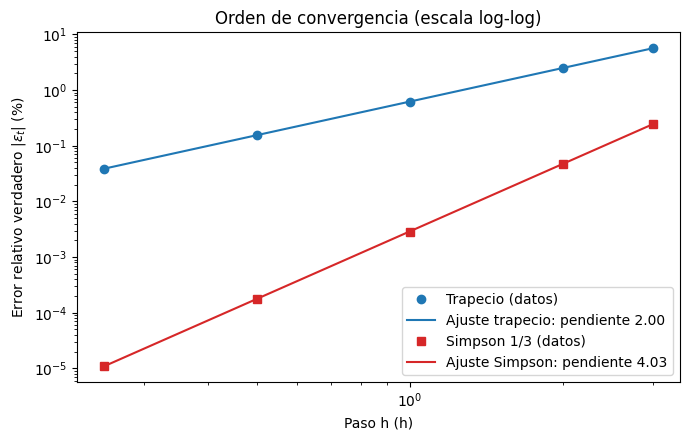 Orden de convergencia (escala log-log)
Error relativo verdadero |εₜ| (%)
10¹
10⁰
10⁻¹
10⁻²
10⁻³
10⁻⁴
10⁻⁵
Trapecio (datos)
Ajuste trapecio: pendiente 2.00
Simpson 1/3 (datos)
Ajuste Simpson: pendiente 4.03
10⁰
Paso h (h)